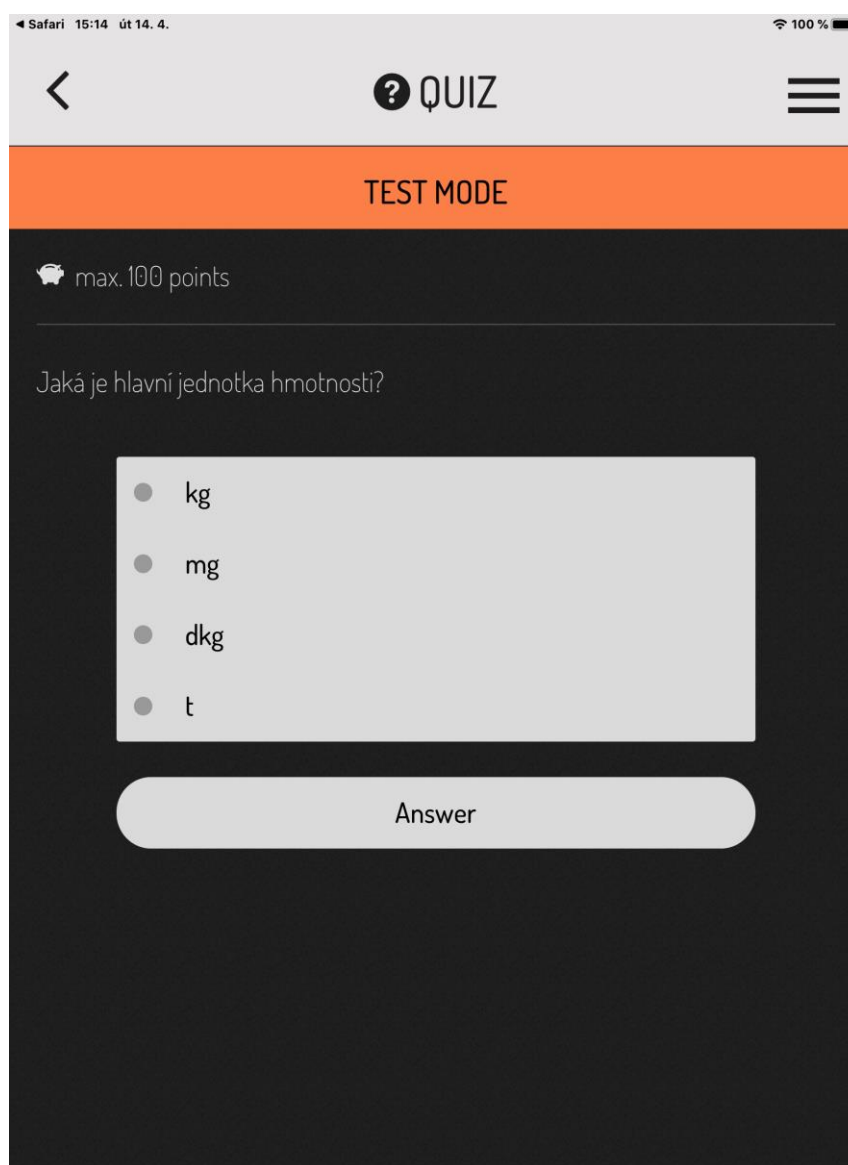 Safari 15:14 út 14. 4. 100 %
QUIZ
TEST MODE
max. 100 points
Jaká je hlavní jednotka hmotnosti?
kg
mg
dkg
t
Answer